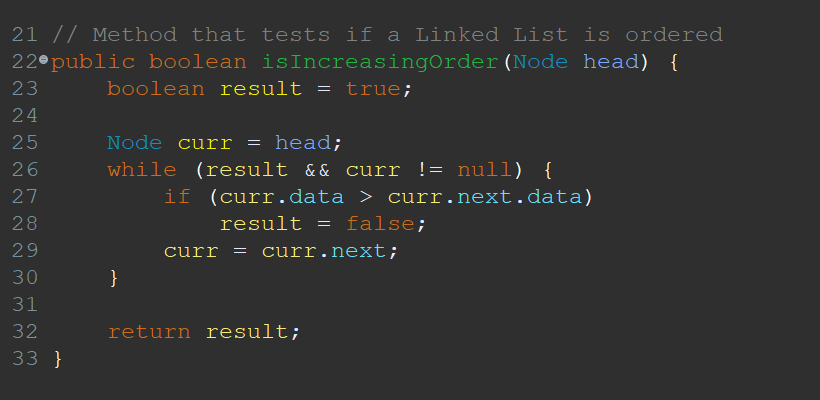 21 // Method that tests if a Linked List is ordered
22 public boolean isIncreasingOrder(Node head) {
23     boolean result = true;
24
25     Node curr = head;
26     while (result && curr != null) {
27         if (curr.data > curr.next.data)
28             result = false;
29         curr = curr.next;
30     }
31
32     return result;
33 }